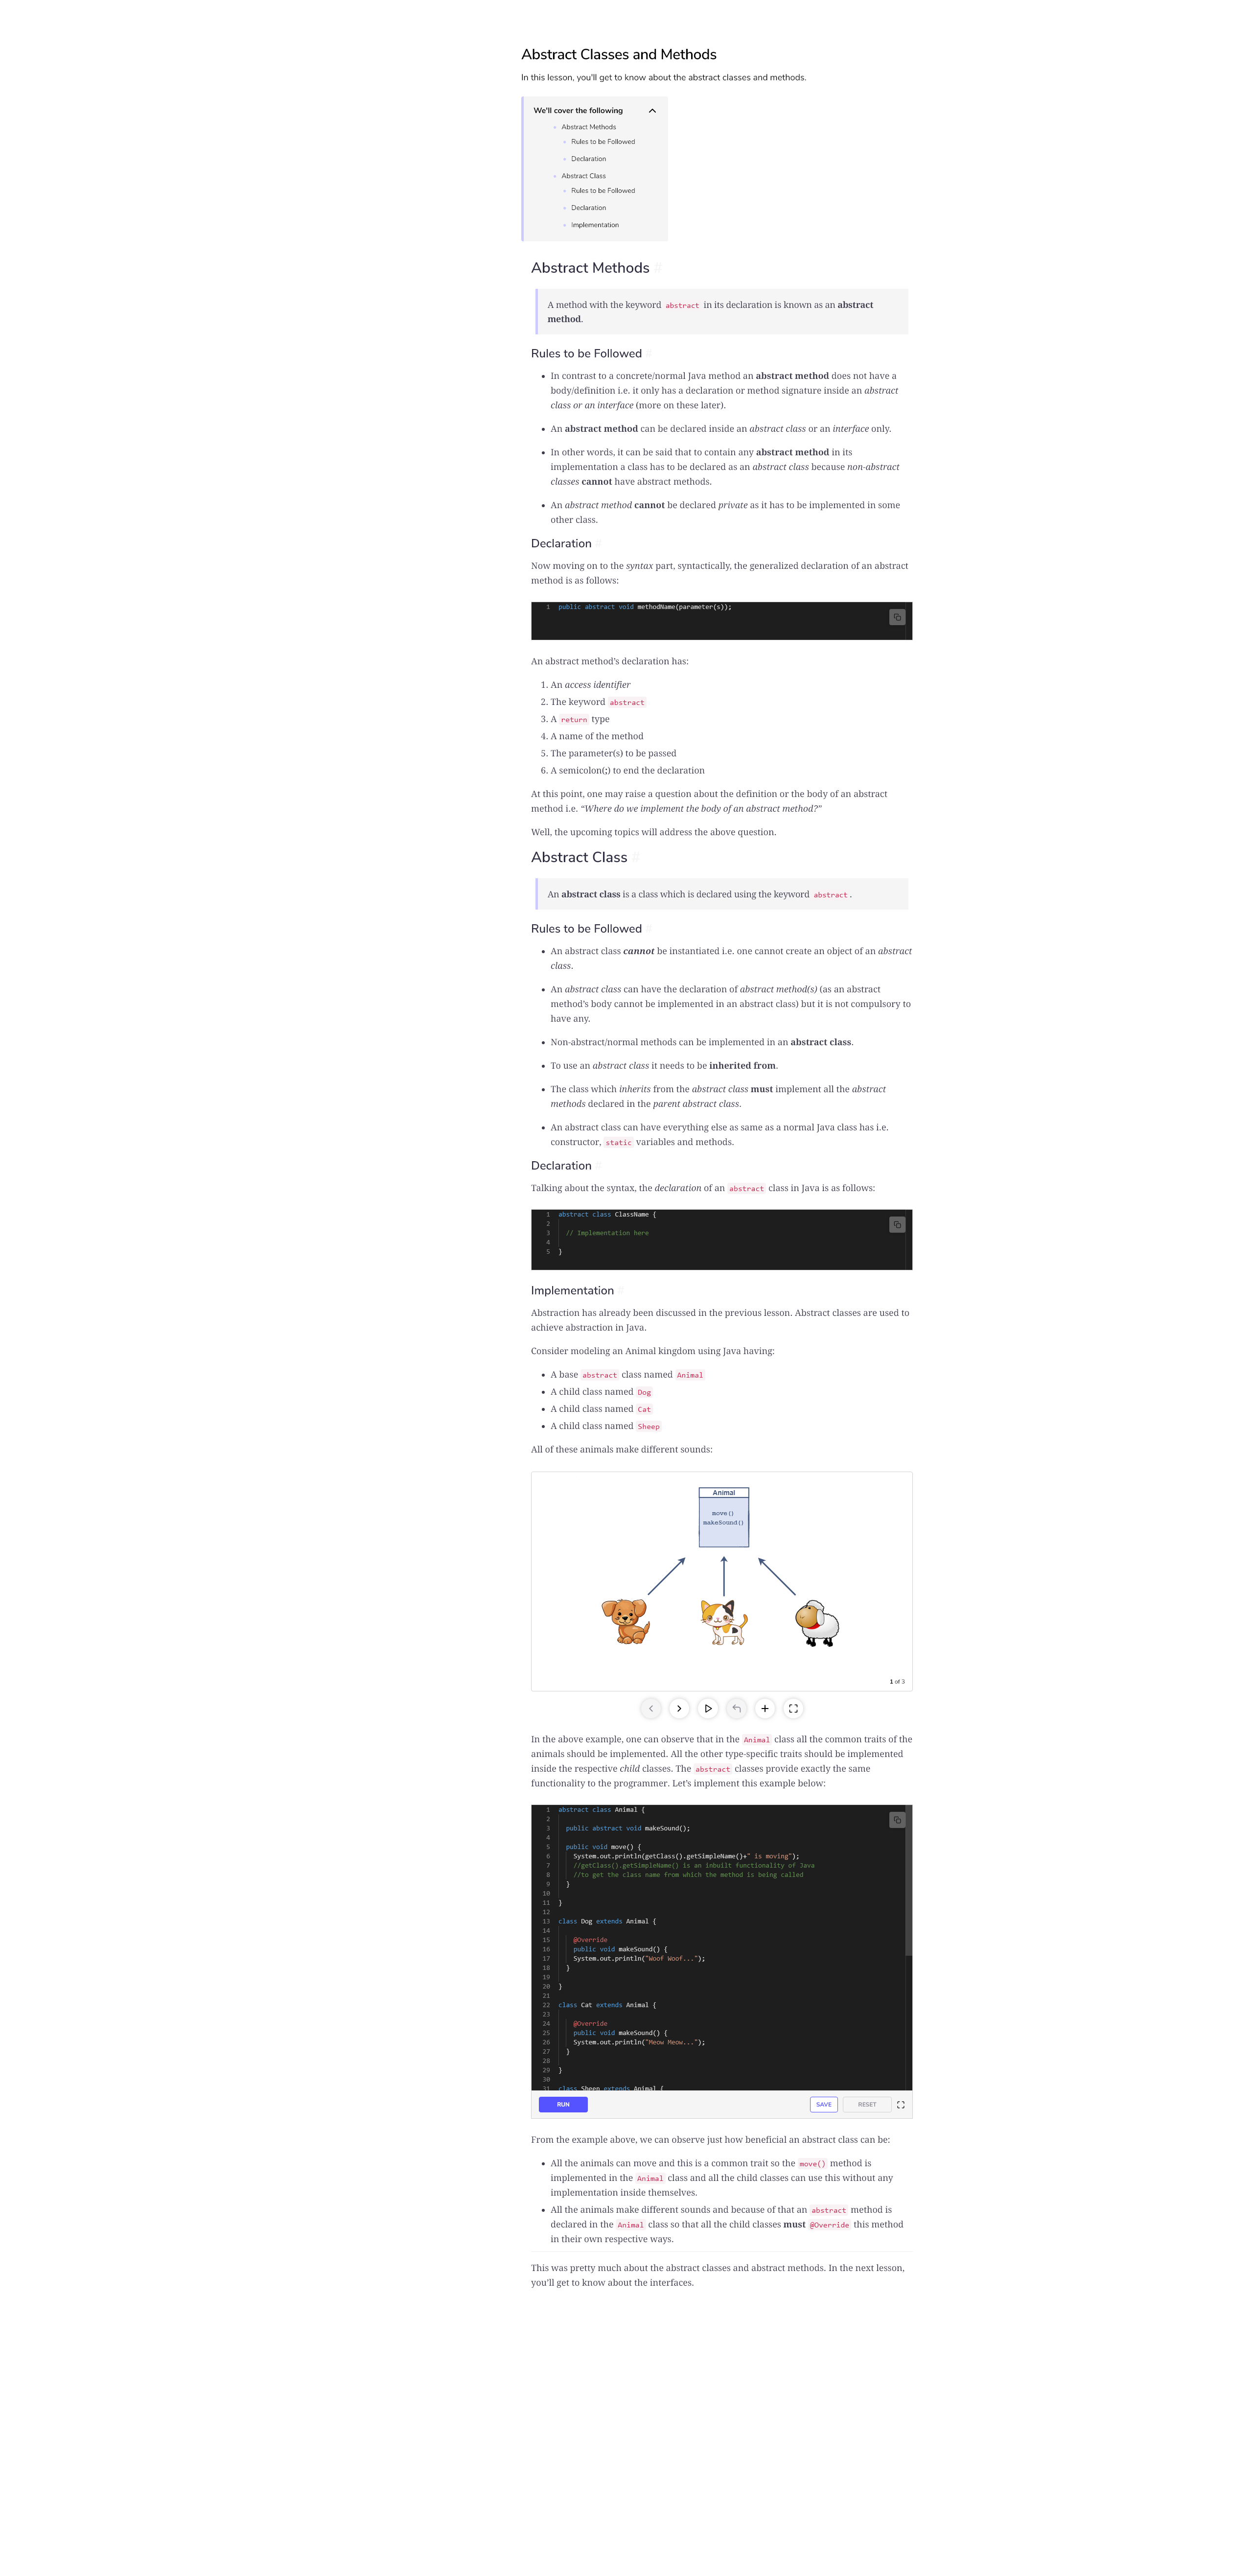 Abstract Classes and Methods
In this lesson, you'll get to know about the abstract classes and methods.
We'll cover the following
Abstract Methods
Rules to be Followed
Declaration
Abstract Class
Rules to be Followed
Declaration
Implementation
Abstract Methods #
A method with the keyword abstract in its declaration is known as an abstract
method.
Rules to be Followed #
• In contrast to a concrete/normal Java method an abstract method does not have a
body/definition i.e. it only has a declaration or method signature inside an abstract
class or an interface (more on these later).
• An abstract method can be declared inside an abstract class or an interface only.
• In other words, it can be said that to contain any abstract method in its
implementation a class has to be declared as an abstract class because non-abstract
classes cannot have abstract methods.
• An abstract method cannot be declared private as it has to be implemented in some
other class.
Declaration #
Now moving on to the syntax part, syntactically, the generalized declaration of an abstract
method is as follows:
1 public abstract void methodName(parameter(s));
An abstract method's declaration has:
1. An access identifier
2. The keyword abstract
3. A return type
4. A name of the method
5. The parameter(s) to be passed
6. A semicolon(;) to end the declaration
At this point, one may raise a question about the definition or the body of an abstract
method i.e. “Where do we implement the body of an abstract method?”
Well, the upcoming topics will address the above question.
Abstract Class #
An abstract class is a class which is declared using the keyword abstract .
Rules to be Followed #
• An abstract class cannot be instantiated i.e. one cannot create an object of an abstract
class.
• An abstract class can have the declaration of abstract method(s) (as an abstract
method’s body cannot be implemented in an abstract class) but it is not compulsory to
have any.
• Non-abstract/normal methods can be implemented in an abstract class.
• To use an abstract class it needs to be inherited from.
• The class which inherits from the abstract class must implement all the abstract
methods declared in the parent abstract class.
• An abstract class can have everything else as same as a normal Java class has i.e.
constructor, static variables and methods.
Declaration #
Talking about the syntax, the declaration of an abstract class in Java is as follows:
1 abstract class ClassName {
2
3 // Implementation here
4
5 }
Implementation #
Abstraction has already been discussed in the previous lesson. Abstract classes are used to
achieve abstraction in Java.
Consider modeling an Animal kingdom using Java having:
• A base abstract class named Animal
• A child class named Dog
• A child class named Cat
• A child class named Sheep
All of these animals make different sounds:
Animal
move()
makeSound()
1 of 3
In the above example, one can observe that in the Animal class all the common traits of the
animals should be implemented. All the other type-specific traits should be implemented
inside the respective child classes. The abstract classes provide exactly the same
functionality to the programmer. Let’s implement this example below:
1 abstract class Animal {
2
3 public abstract void makeSound();
4
5 public void move() {
6 System.out.println(getClass().getSimpleName()+" is moving");
7 //getClass().getSimpleName() is an inbuilt functionality of Java
8 //to get the class name from which the method is being called
9 }
10
11 }
12
13 class Dog extends Animal {
14
15 @Override
16 public void makeSound() {
17 System.out.println("Woof Woof...");
18 }
19
20 }
21
22 class Cat extends Animal {
23
24 @Override
25 public void makeSound() {
26 System.out.println("Meow Meow...");
27 }
28
29 }
30
31 class Sheep extends Animal {
RUN SAVE RESET
From the example above, we can observe just how beneficial an abstract class can be:
• All the animals can move and this is a common trait so the move() method is
implemented in the Animal class and all the child classes can use this without any
implementation inside themselves.
• All the animals make different sounds and because of that an abstract method is
declared in the Animal class so that all the child classes must @Override this method
in their own respective ways.
This was pretty much about the abstract classes and abstract methods. In the next lesson,
you’ll get to know about the interfaces.